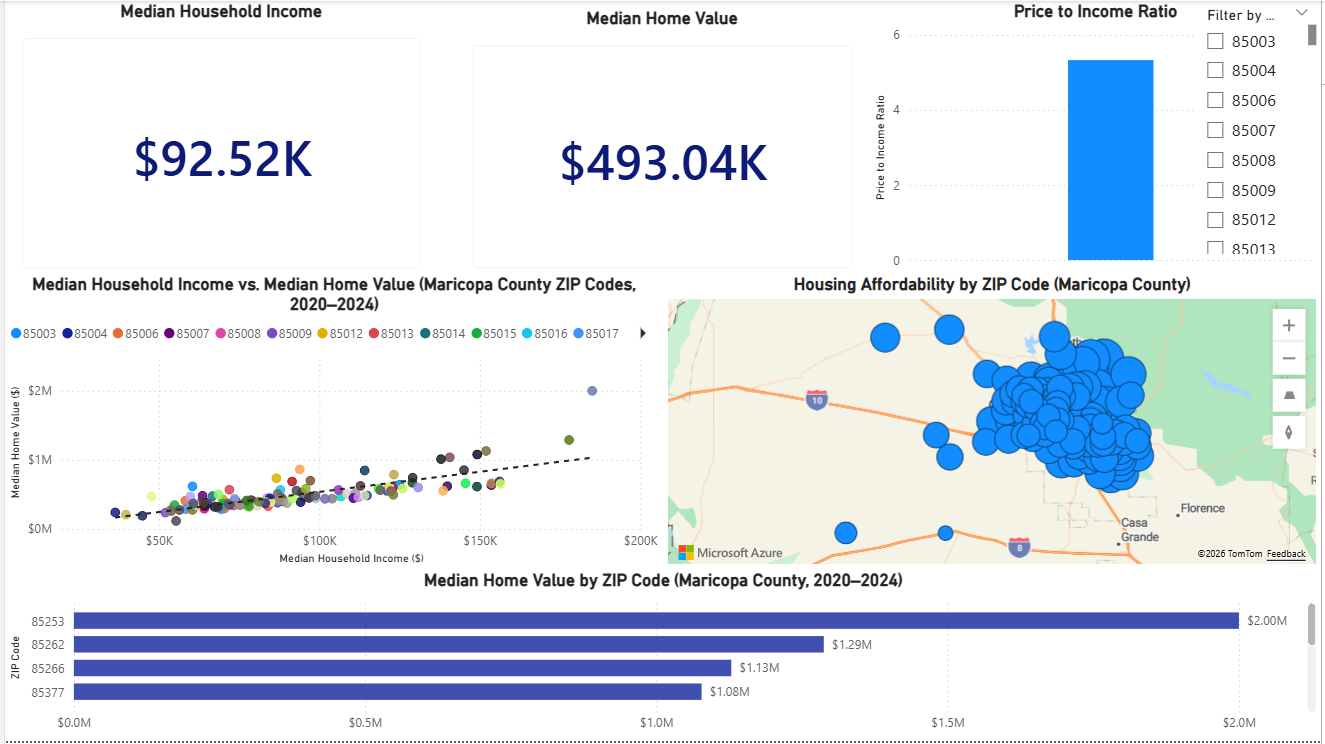 Median Household Income
Median Home Value
Price to Income Ratio
Filter by ...
$92.52K
$493.04K
Price to Income Ratio
6
4
2
0
85003
85004
85006
85007
85008
85009
85012
85013
Median Household Income vs. Median Home Value (Maricopa County ZIP Codes,
2020–2024)
85003 85004 85006 85007 85008 85009 85012 85013 85014 85015 85016 85017
Median Home Value ($)
$2M
$1M
$0M
$50K $100K $150K $200K
Median Household Income ($)
Housing Affordability by ZIP Code (Maricopa County)
10
8
Florence
Casa
Grande
Microsoft Azure
©2026 TomTom Feedback
Median Home Value by ZIP Code (Maricopa County, 2020–2024)
ZIP Code
85253 $2.00M
85262 $1.29M
85266 $1.13M
85377 $1.08M
$0.0M $0.5M $1.0M $1.5M $2.0M